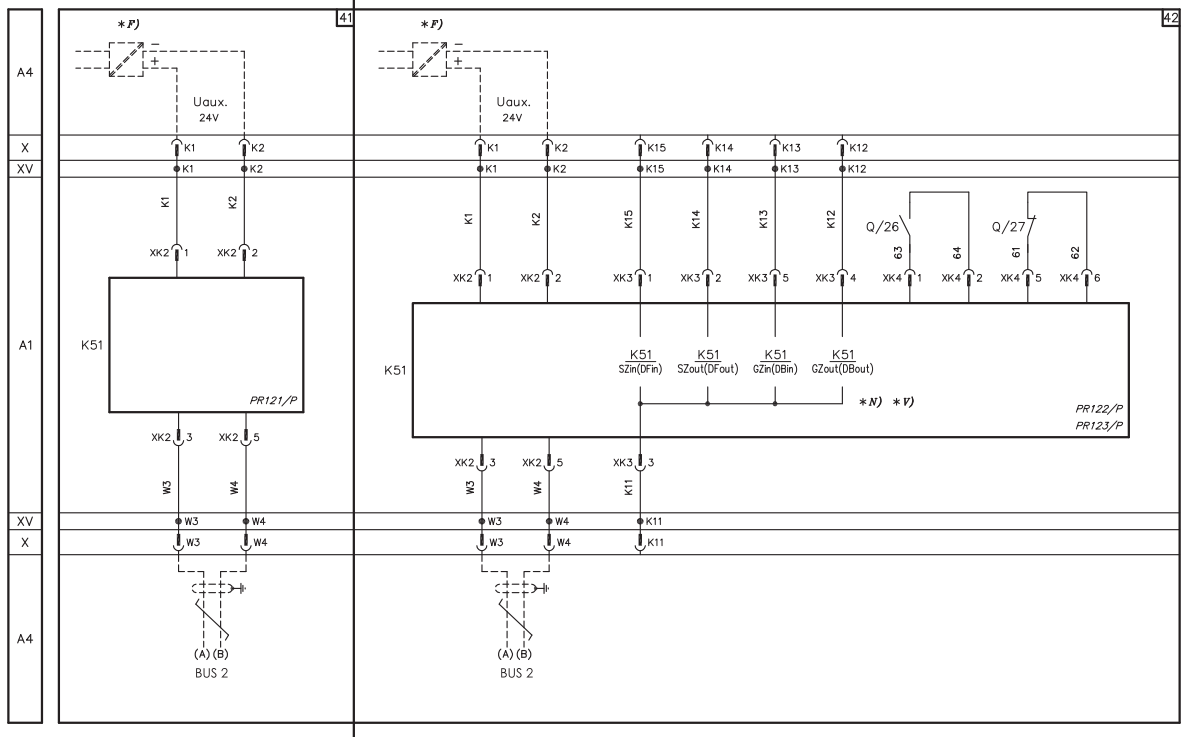 *F) 41 *F) 42
A4 − + − +
Uaux. Uaux.
24V 24V
X K1 K2 K1 K2 K15 K14 K13 K12
XV K1 K2 K1 K2 K15 K14 K13 K12
K1 K2 K1 K2 K15 K14 K13 K12 Q/26 Q/27
63 64 61 62
XK2 1 XK2 2
XK2 1 XK2 2 XK3 1 XK3 2 XK3 5 XK3 4 XK4 1 XK4 2 XK4 5 XK4 6
A1 K51 K51
K51 K51 K51 K51
SZin(DFin) SZout(DFout) GZin(DBin) GZout(DBout)
PR121/P *N) *V) PR122/P
PR123/P
XK2 3 XK2 5
XK2 3 XK2 5 XK3 3
W3 W4 W3 W4 K11
XV W3 W4 W3 W4 K11
X W3 W4 W3 W4 K11
A4
(A) (B) (A) (B)
BUS 2 BUS 2